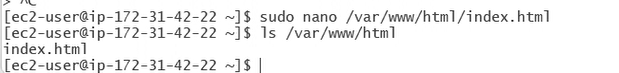 > ^C
[ec2-user@ip-172-31-42-22 ~]$ sudo nano /var/www/html/index.html
[ec2-user@ip-172-31-42-22 ~]$ ls /var/www/html
index.html
[ec2-user@ip-172-31-42-22 ~]$